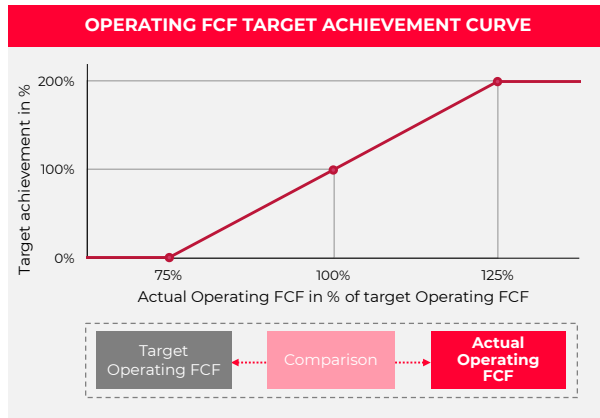 OPERATING FCF TARGET ACHIEVEMENT CURVE
Target achievement in %
200%
100%
0%
75%
100%
125%
Actual Operating FCF in % of target Operating FCF
Target
Operating FCF
Comparison
Actual
Operating
FCF